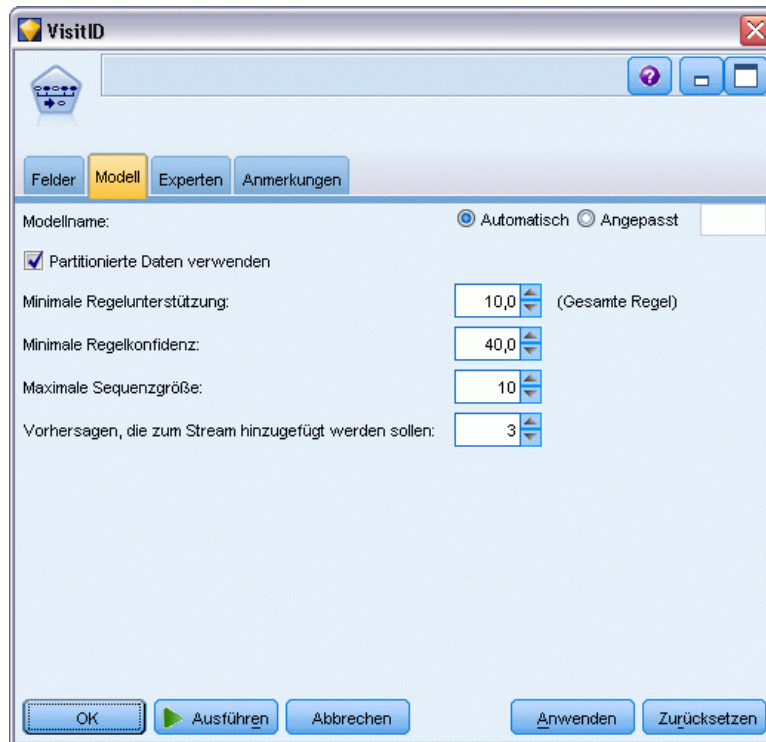 VisitID
?
Felder Modell Experten Anmerkungen
Modellname: Automatisch Angepasst
Partitionierte Daten verwenden
Minimale Regelunterstützung: 10,0 (Gesamte Regel)
Minimale Regelkonfidenz: 40,0
Maximale Sequenzgröße: 10
Vorhersagen, die zum Stream hinzugefügt werden sollen: 3
OK Ausführen Abbrechen Anwenden Zurücksetzen